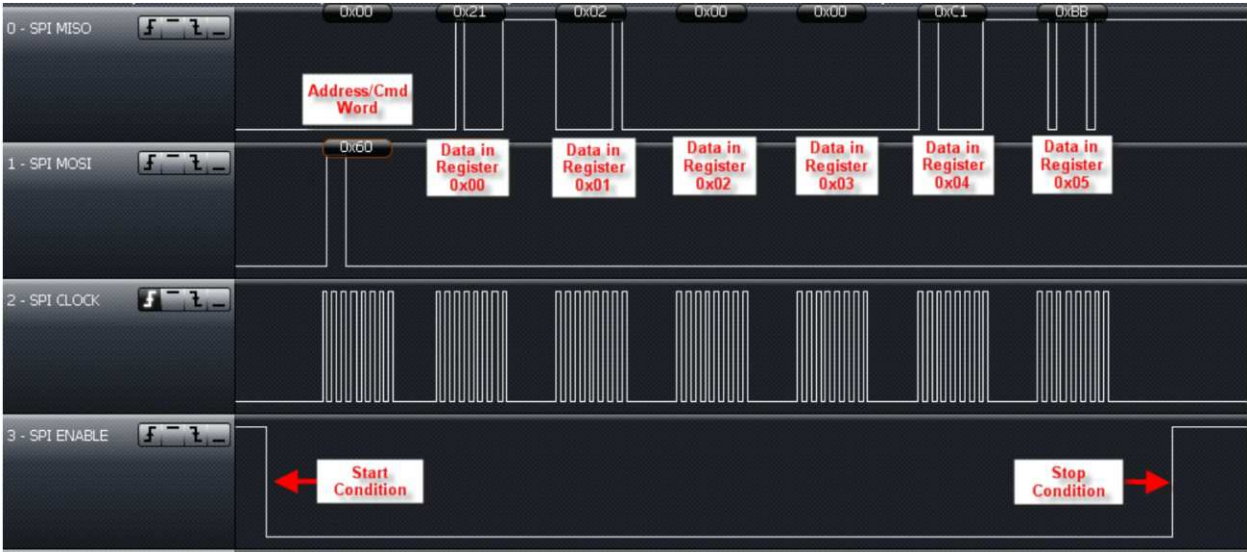 0x00 0x21 0x02 0x00 0x00 0xC1 0xBB
0 - SPI MISO
Address/Cmd
Word
0x60
1 - SPI MOSI
Data in
Register
0x00
Data in
Register
0x01
Data in
Register
0x02
Data in
Register
0x03
Data in
Register
0x04
Data in
Register
0x05
2 - SPI CLOCK
3 - SPI ENABLE
Start
Condition
Stop
Condition